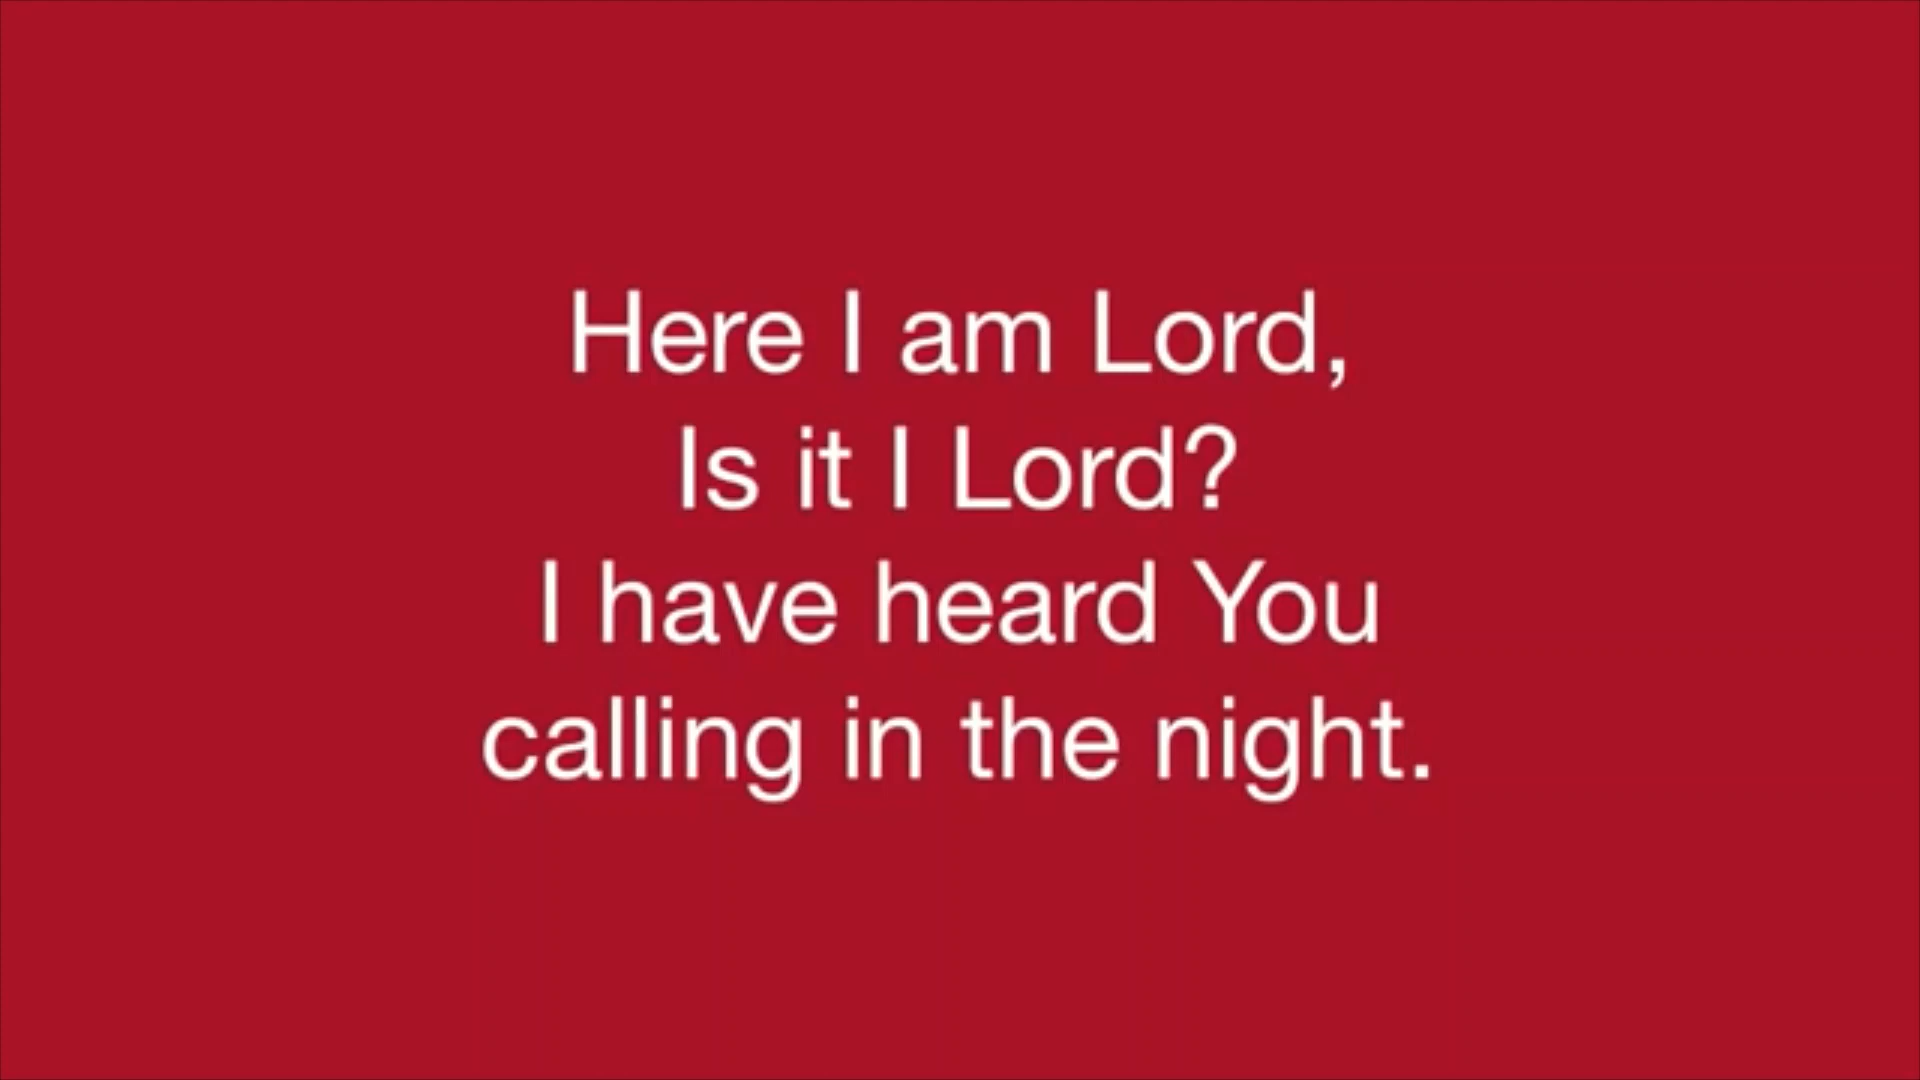 Here I am Lord,
Is it I Lord?
I have heard You
calling in the night.